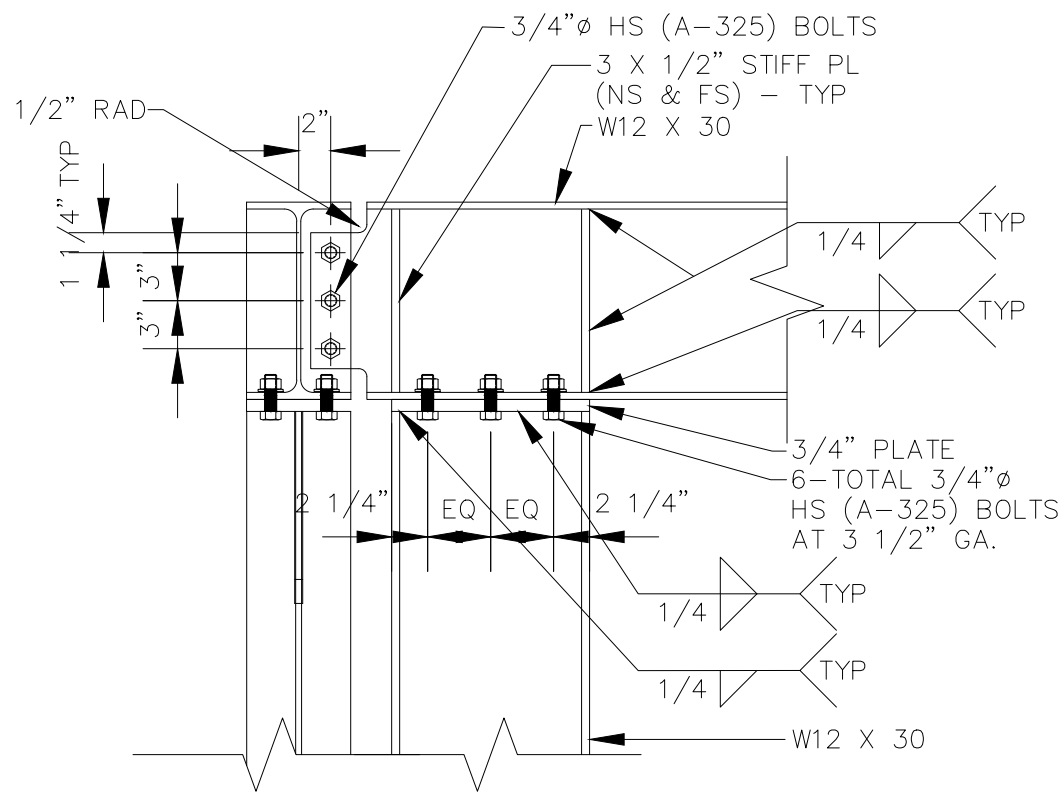 3/4"ø HS (A-325) BOLTS
3 X 1/2" STIFF PL
(NS & FS) - TYP
W12 X 30
1/2" RAD
2"
1 1/4" TYP
3"
3"
1/4
TYP
1/4
TYP
3/4" PLATE
6-TOTAL 3/4"ø
HS (A-325) BOLTS
AT 3 1/2" GA.
2 1/4"
EQ
EQ
2 1/4"
1/4
TYP
1/4
TYP
W12 X 30